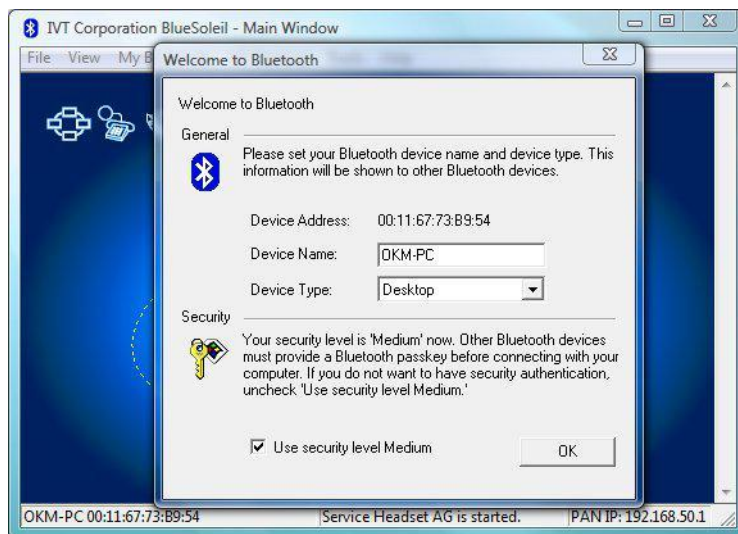 IVT Corporation BlueSoleil - Main Window
File View My B
Welcome to Bluetooth
Welcome to Bluetooth
General
Please set your Bluetooth device name and device type. This
information will be shown to other Bluetooth devices.
Device Address: 00:11:67:73:B9:54
Device Name: OKM-PC
Device Type: Desktop
Security
Your security level is 'Medium' now. Other Bluetooth devices
must provide a Bluetooth passkey before connecting with your
computer. If you do not want to have security authentication,
uncheck 'Use security level Medium.'
Use security level Medium
OK
OKM-PC 00:11:67:73:B9:54 Service Headset AG is started. PAN IP: 192.168.50.1